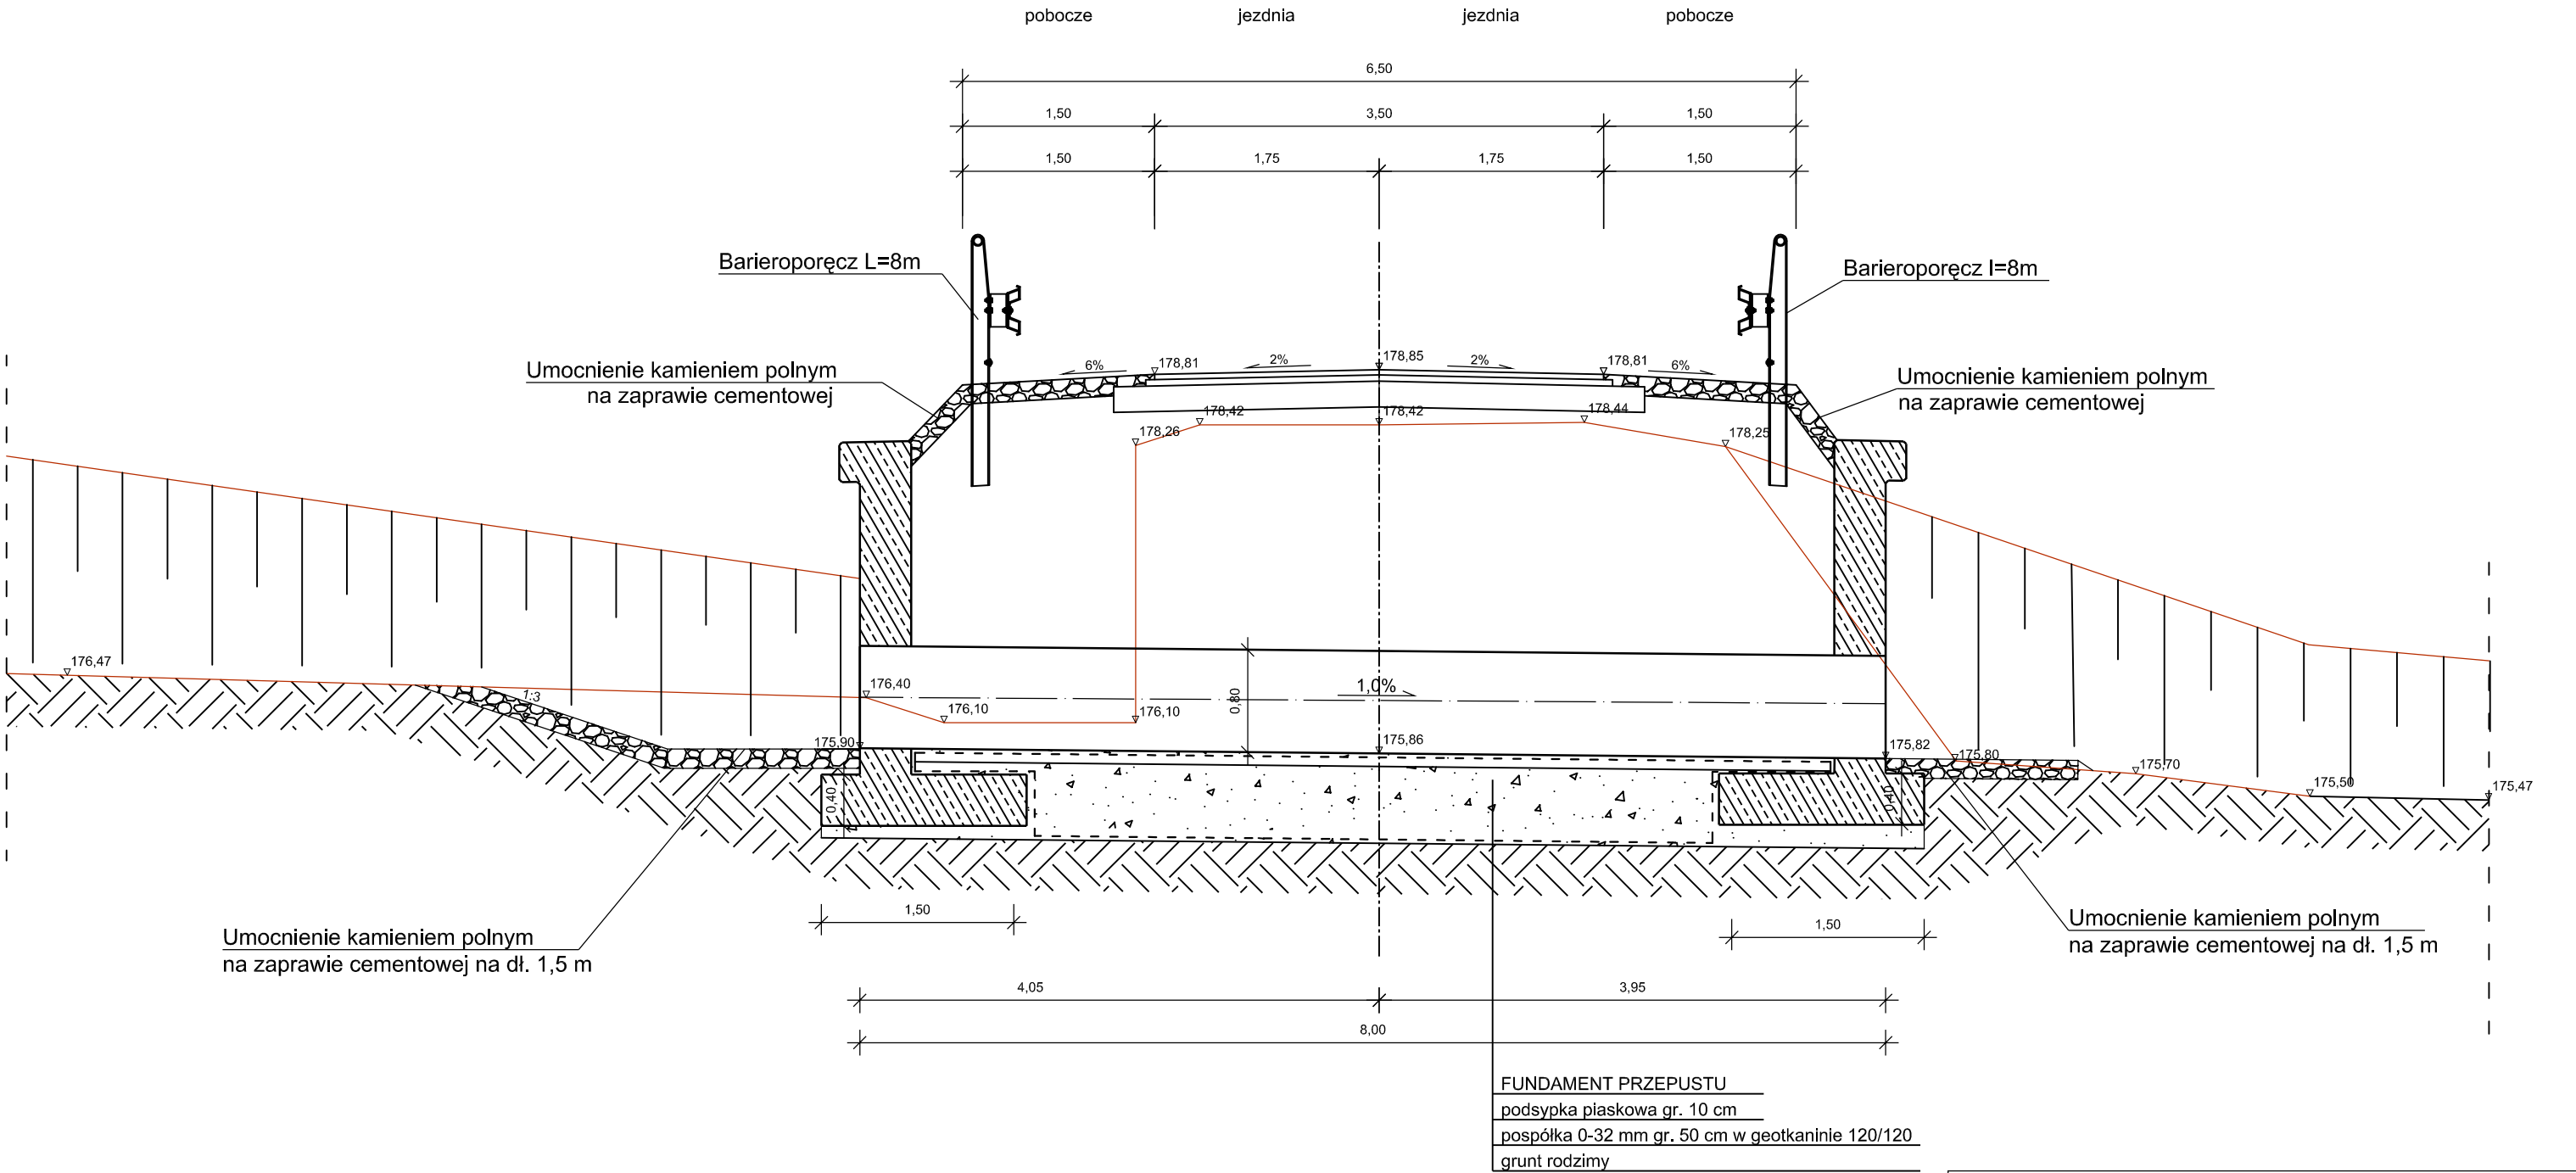 pobocze jezdnia jezdnia pobocze
6,50
1,50 3,50 1,50
1,50 1,75 1,75 1,50
Barieroporęcz L=8m
Barieroporęcz l=8m
6% 178,81 2% 178,85 2% 178,81 6%
Umocnienie kamieniem polnym
na zaprawie cementowej
Umocnienie kamieniem polnym
na zaprawie cementowej
178,26 178,42 178,42 178,44 178,25
176,47
1:3
176,40
176,10 176,10
0,80
1,0%
175,90 175,86 175,82 175,80 175,70
175,50 175,47
0,40 0,40
1,50 1,50
Umocnienie kamieniem polnym
na zaprawie cementowej na dł. 1,5 m
Umocnienie kamieniem polnym
na zaprawie cementowej na dł. 1,5 m
4,05 3,95
8,00
FUNDAMENT PRZEPUSTU
podsypka piaskowa gr. 10 cm
pospółka 0-32 mm gr. 50 cm w geotkaninie 120/120
grunt rodzimy